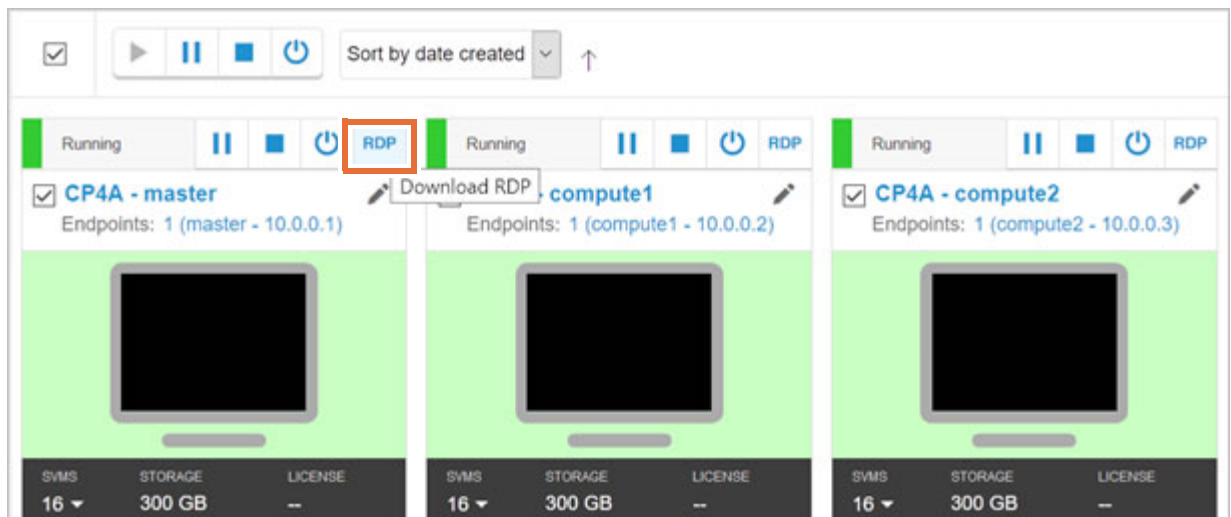 Sort by date created
Running RDP Running RDP Running RDP
CP4A - master Download RDP - compute1 CP4A - compute2
Endpoints: 1 (master - 10.0.0.1) Endpoints: 1 (compute1 - 10.0.0.2) Endpoints: 1 (compute2 - 10.0.0.3)
SVMS STORAGE LICENSE SVMS STORAGE LICENSE SVMS STORAGE LICENSE
16 300 GB -- 16 300 GB -- 16 300 GB --